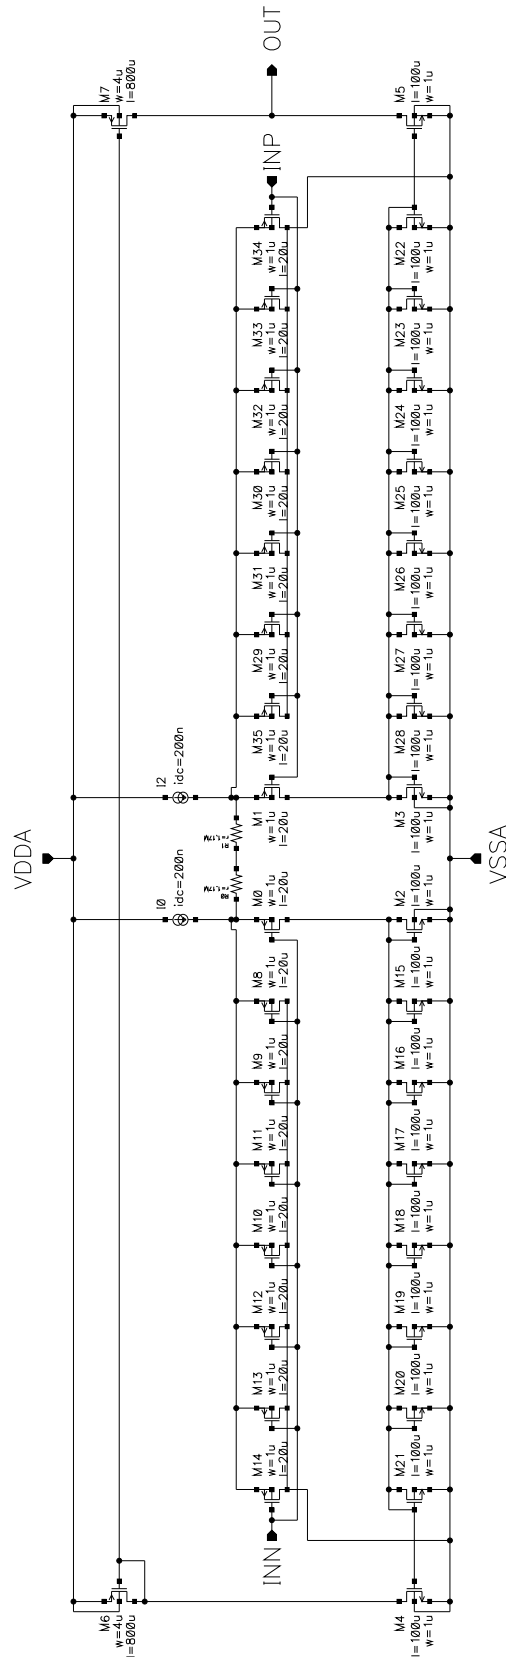 VDDA
M6
w=4u
l=800u
M7
w=4u
l=800u
I0
idc=200n
I2
idc=200n
r=1.17M
R0
r=1.17M
R1
INN
M14
w=1u
l=20u
M13
w=1u
l=20u
M12
w=1u
l=20u
M10
w=1u
l=20u
M11
w=1u
l=20u
M9
w=1u
l=20u
M8
w=1u
l=20u
M0
w=1u
l=20u
M1
w=1u
l=20u
M35
w=1u
l=20u
M29
w=1u
l=20u
M31
w=1u
l=20u
M30
w=1u
l=20u
M32
w=1u
l=20u
M33
w=1u
l=20u
M34
w=1u
l=20u
INP
OUT
M4
l=100u
w=1u
M21
l=100u
w=1u
M20
l=100u
w=1u
M19
l=100u
w=1u
M18
l=100u
w=1u
M17
l=100u
w=1u
M16
l=100u
w=1u
M15
l=100u
w=1u
M2
l=100u
w=1u
M3
l=100u
w=1u
M28
l=100u
w=1u
M27
l=100u
w=1u
M26
l=100u
w=1u
M25
l=100u
w=1u
M24
l=100u
w=1u
M23
l=100u
w=1u
M22
l=100u
w=1u
M5
l=100u
w=1u
VSSA